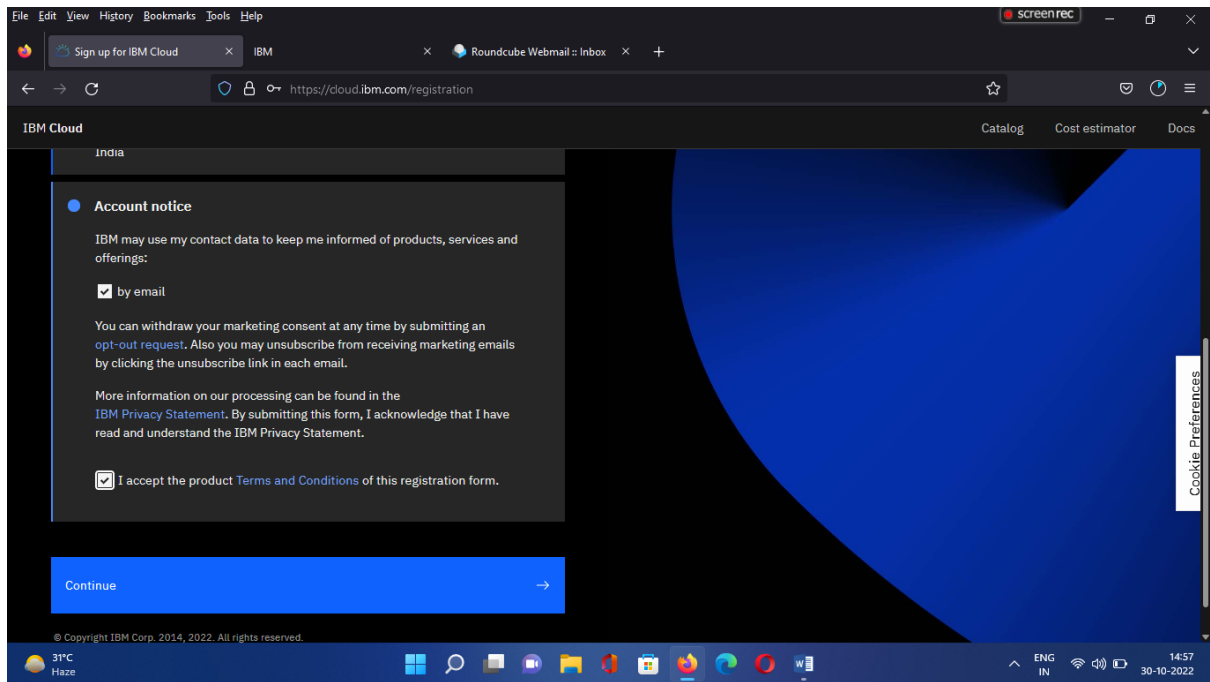 File Edit View History Bookmarks Tools Help
screenrec
Sign up for IBM Cloud
IBM
Roundcube Webmail :: Inbox
https://cloud.ibm.com/registration
IBM Cloud
Catalog
Cost estimator
Docs
India
Account notice
IBM may use my contact data to keep me informed of products, services and
offerings:
by email
You can withdraw your marketing consent at any time by submitting an
opt-out request. Also you may unsubscribe from receiving marketing emails
by clicking the unsubscribe link in each email.
More information on our processing can be found in the
IBM Privacy Statement. By submitting this form, I acknowledge that I have
read and understand the IBM Privacy Statement.
I accept the product Terms and Conditions of this registration form.
Cookie Preferences
Continue
© Copyright IBM Corp. 2014, 2022. All rights reserved.
31°C
Haze
ENG
IN
14:57
30-10-2022